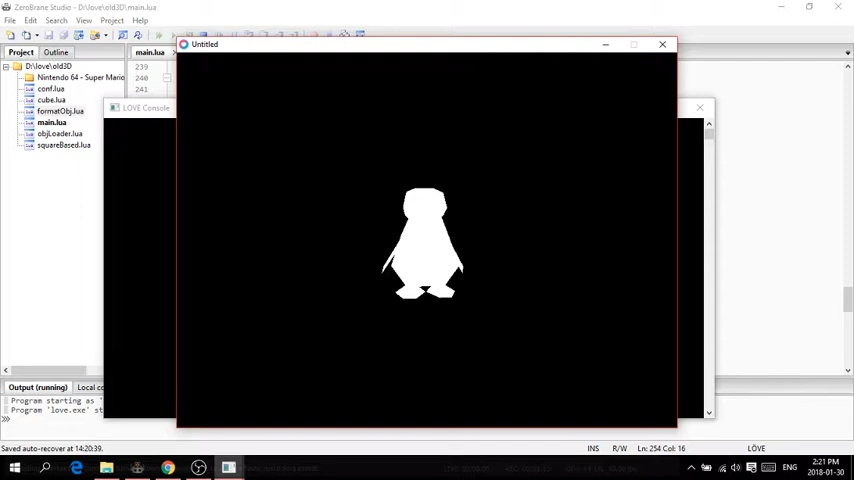 ZeroBrane Studio - D:\love\old3D\main.lua
File Edit Search View Project Help
Untitled
Project Outline
main.lua
D:\love\old3D
Nintendo 64 - Super Mario
conf.lua
cube.lua
formatObj.lua
main.lua
objLoader.lua
squareBased.lua
239
240
241
LOVE Console
Output (running) Local co
Program starting as '
Program 'love.exe' st
Saved auto-recover at 14:20:39.
INS R/W Ln: 254 Col: 16 LÖVE
ENG
2:21 PM
2018-01-30